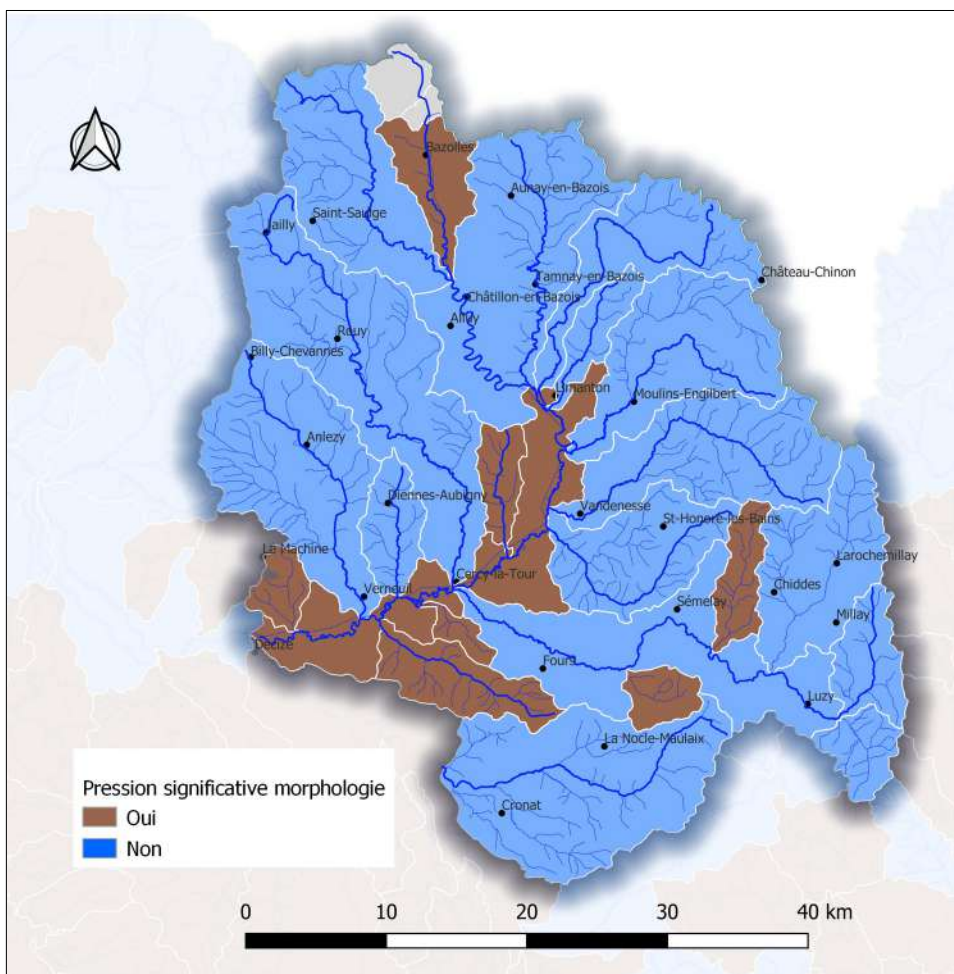 Bazolles
Aunay-en-Bazois
Saint-Saulge
Jailly
Château-Chinon
Tamnay-en-Bazois
Châtillon-en-Bazois
Alluy
Rouy
Billy-Chevannes
Limanton
Moulins-Engilbert
Anlezy
Diennes-Aubigny
Vandenesse
St-Honoré-les-Bains
La Machine
Larochemillay
Cercy-la-Tour
Chiddes
Verneuil
Sémelay
Millay
Decize
Fours
Luzy
La Nocle-Maulaix
Pression significative morphologie
Oui
Non
Cronat
0 10 20 30 40 km